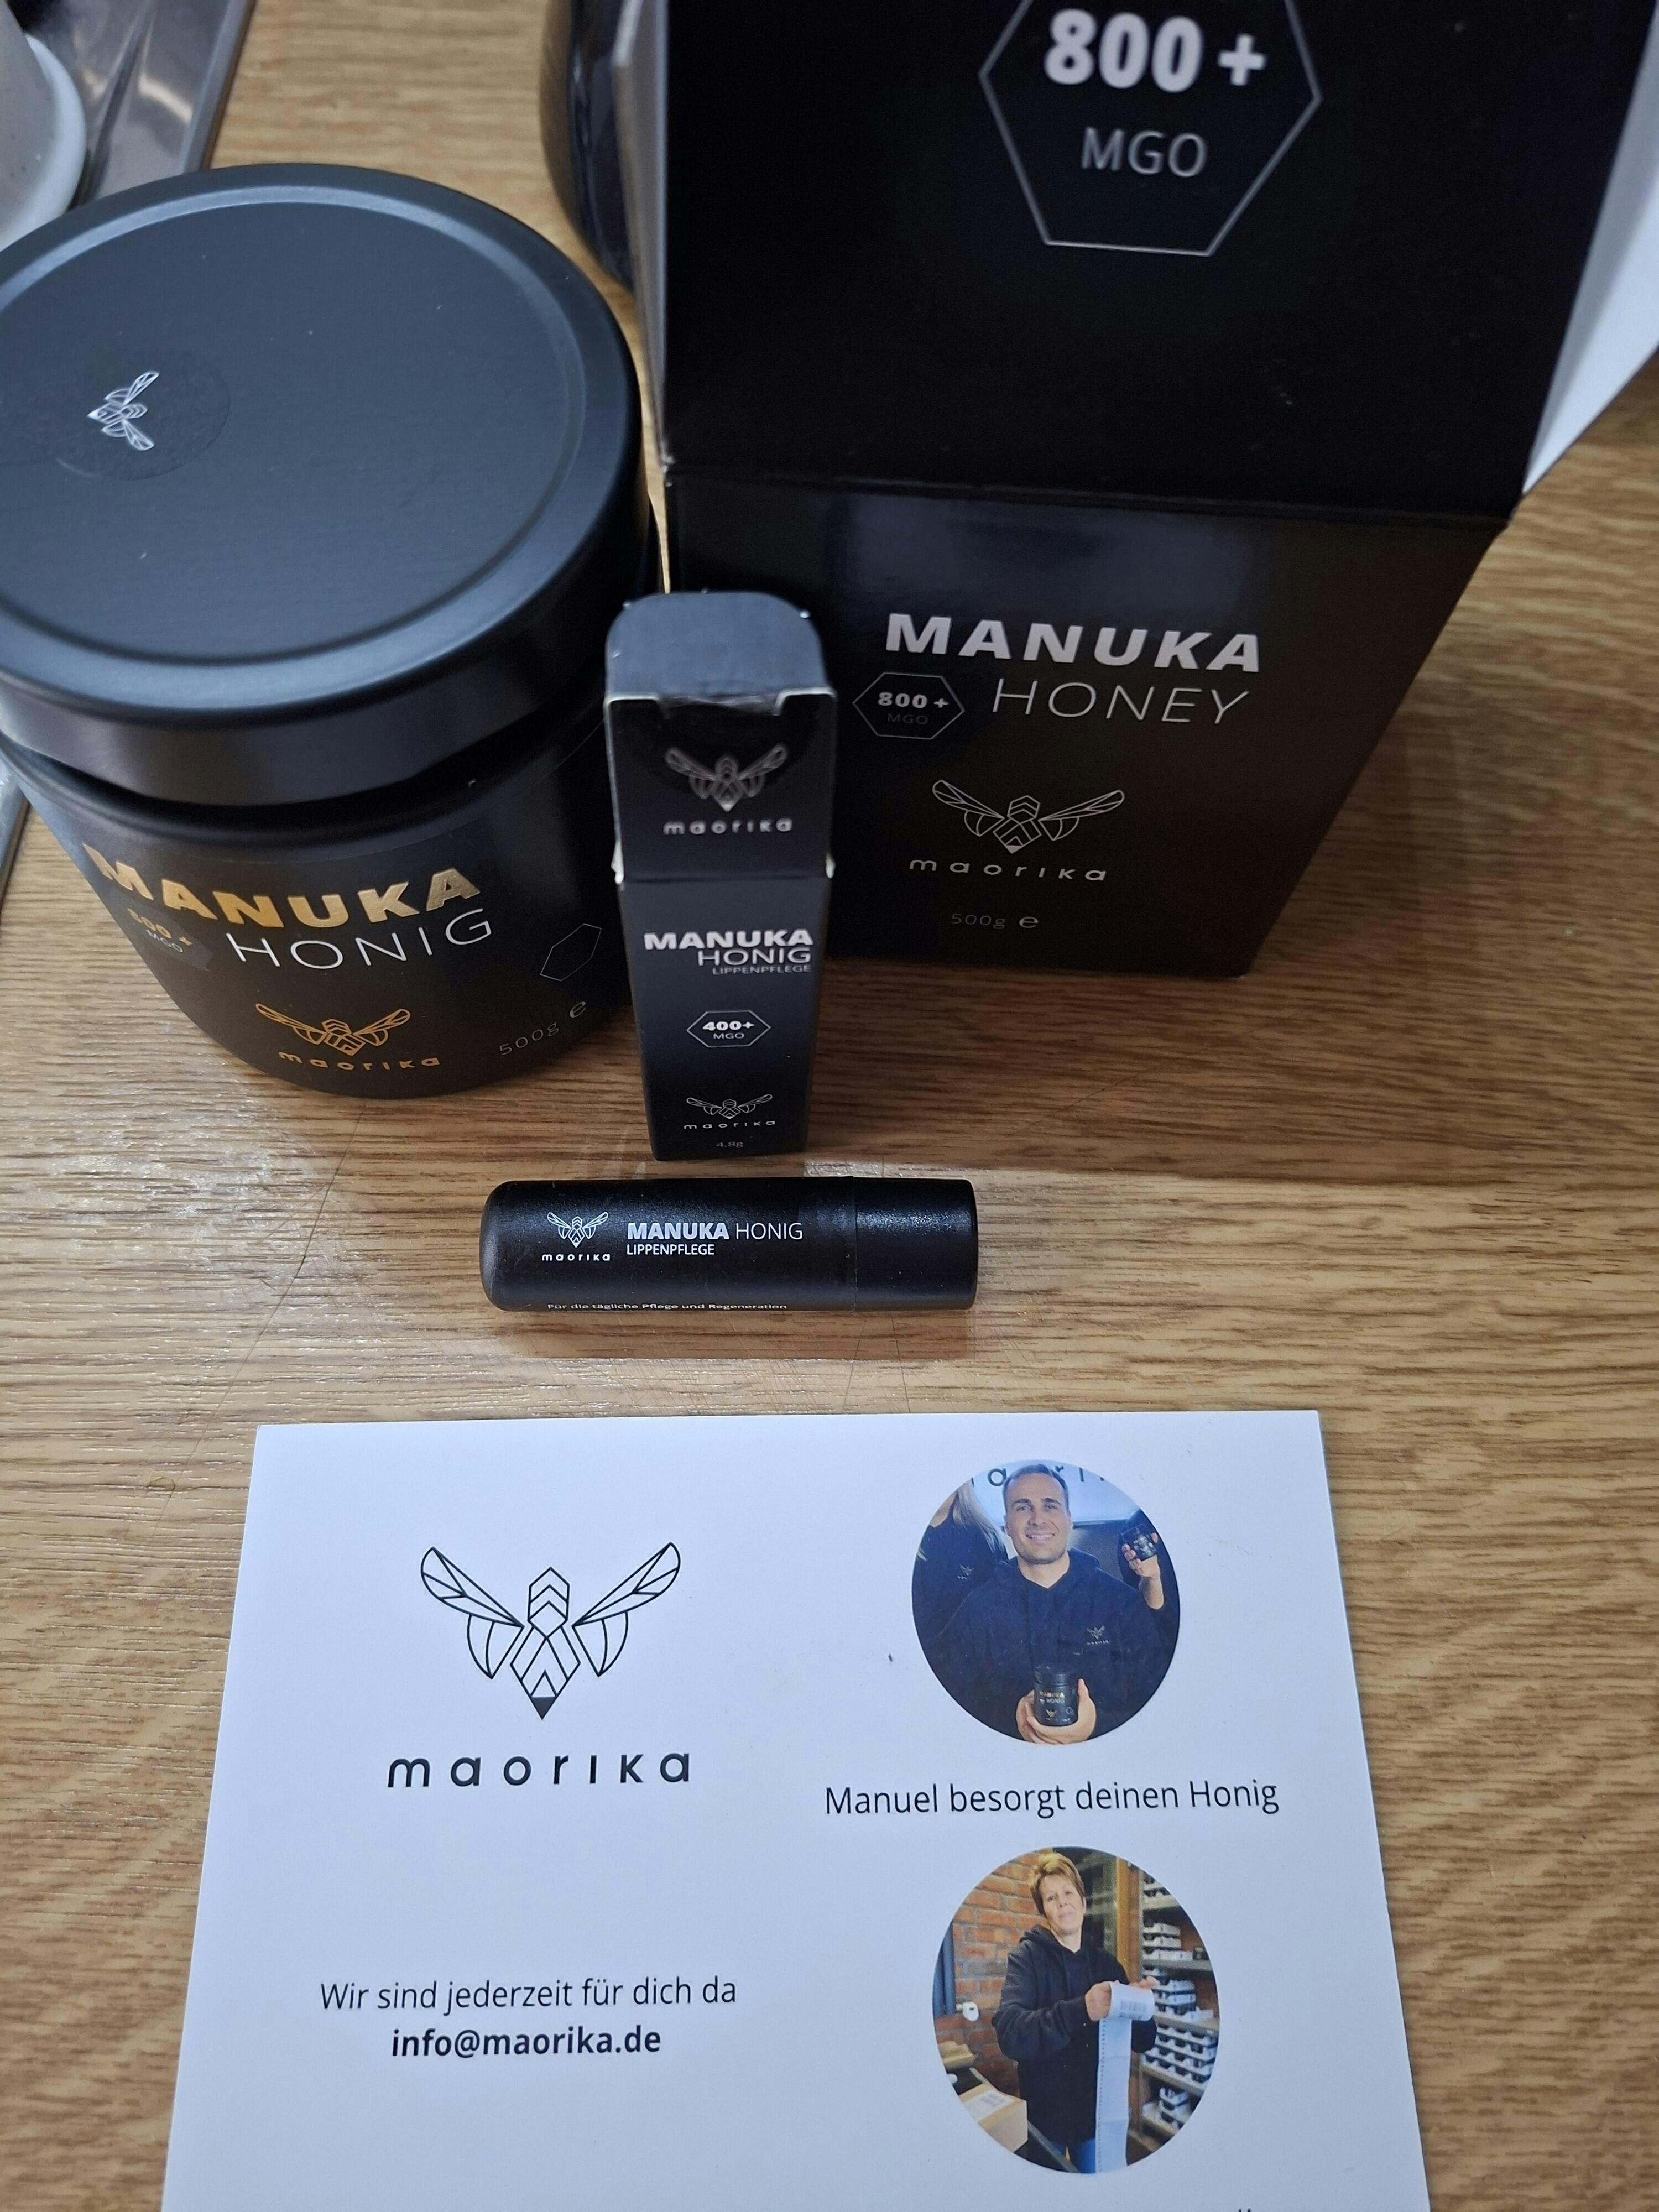 800 +
MGO
MANUKA
800 +
MGO
HONEY
maorika
500g e
MANUKA
800 +
MGO
HONIG
maorika
500g e
maorika
MANUKA
HONIG
LIPPENPFLEGE
400+
MGO
maorika
4,8g
maorika
MANUKA HONIG
LIPPENPFLEGE
Für die tägliche Pflege und Regeneration
maorika
Manuel besorgt deinen Honig
Wir sind jederzeit für dich da
info@maorika.de